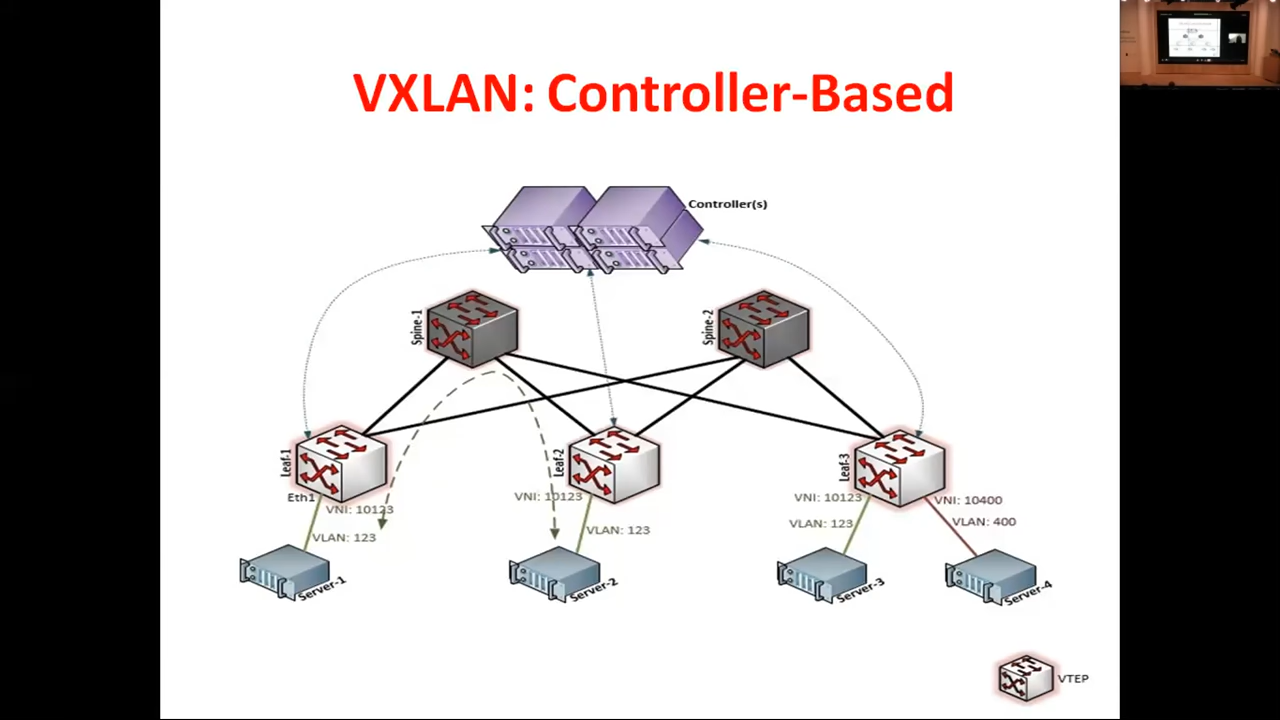 VXLAN: Controller-Based
Controller(s)
Spine-1
Spine-2
Leaf-1
Leaf-2
Leaf-3
Eth1
VNI: 10123
VLAN: 123
VNI: 10123
VLAN: 123
VNI: 10123
VLAN: 123
VNI: 10400
VLAN: 400
Server-1
Server-2
Server-3
Server-4
VTEP